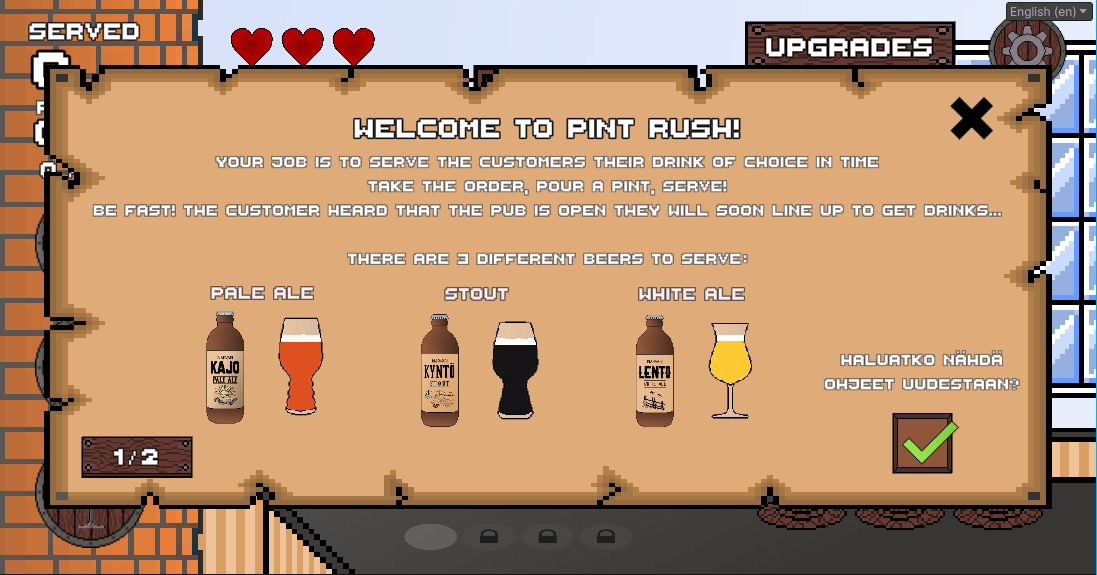 English (en)
SERVED
UPGRADES
WELCOME TO PINT RUSH!
YOUR JOB IS TO SERVE THE CUSTOMERS THEIR DRINK OF CHOICE IN TIME
TAKE THE ORDER, POUR A PINT, SERVE!
BE FAST! THE CUSTOMER HEARD THAT THE PUB IS OPEN THEY WILL SOON LINE UP TO GET DRINKS...
THERE ARE 3 DIFFERENT BEERS TO SERVE:
PALE ALE
STOUT
WHITE ALE
KAJO
PALE ALE
KYNTÖ
STOUT
LENTO
HALUATKO NÄHDÄ
OHJEET UUDESTAAN?
1/2